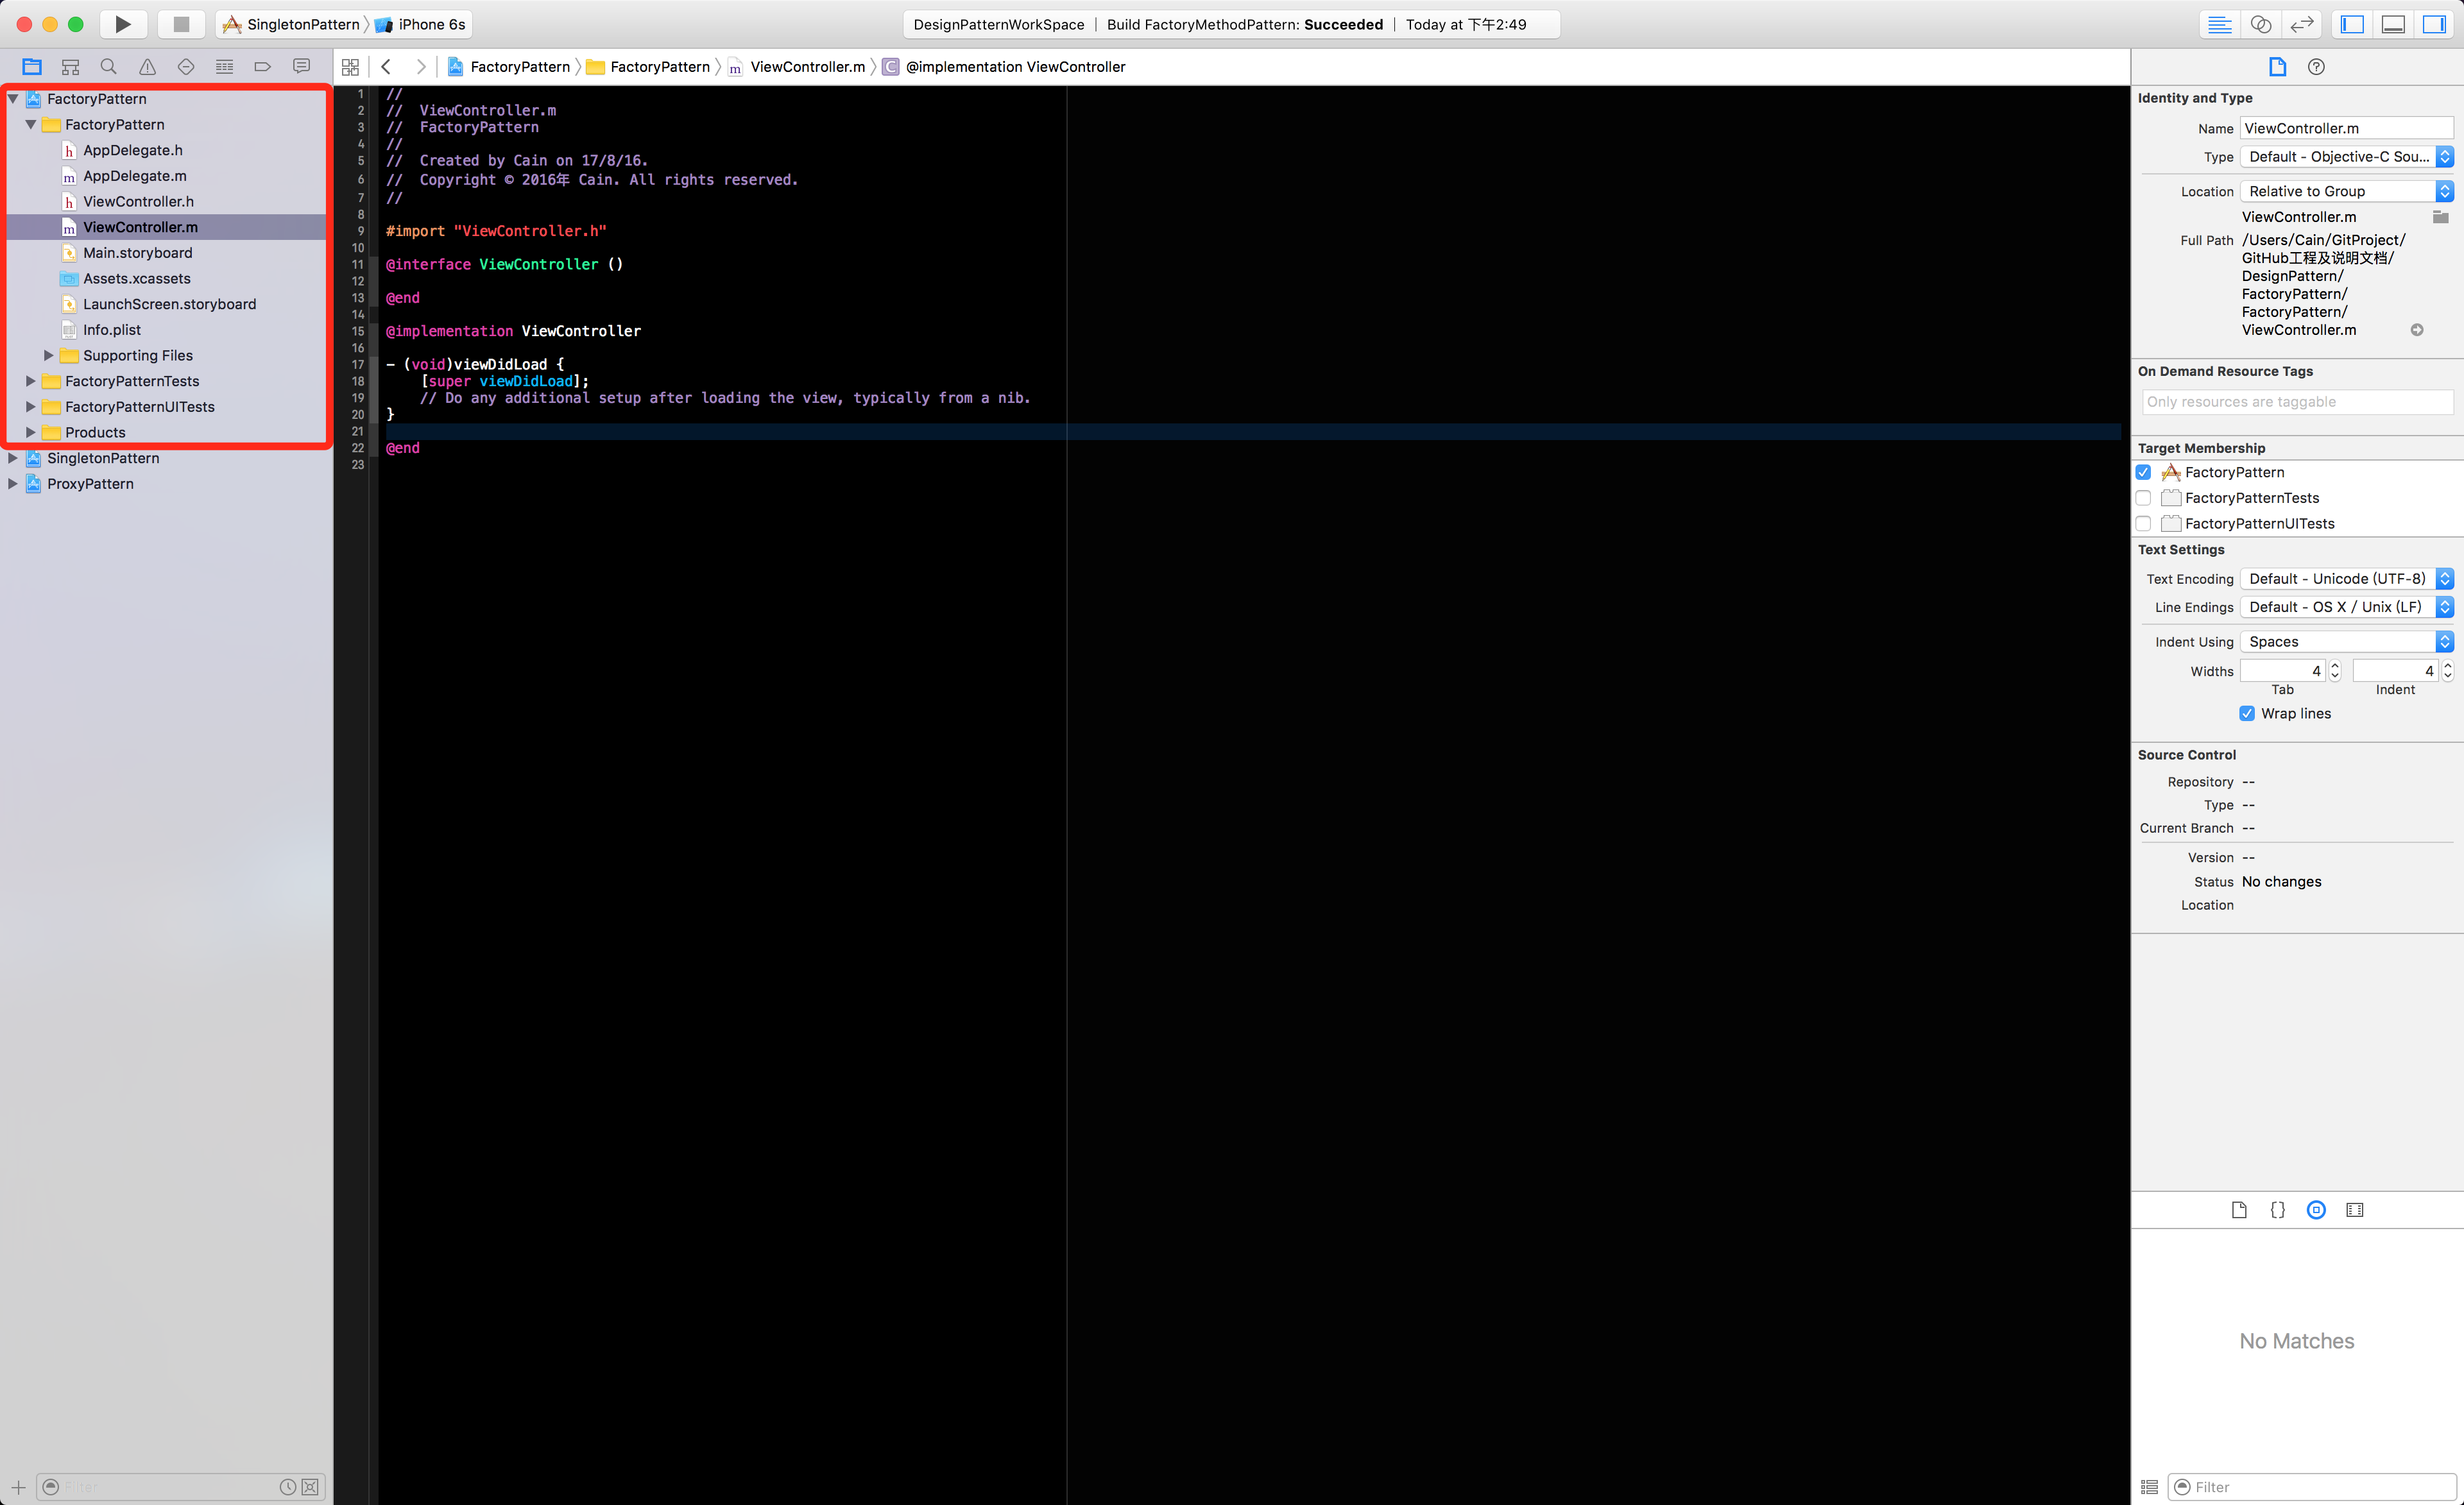 SingletonPattern 〉 iPhone 6s
DesignPatternWorkSpace | Build FactoryMethodPattern: Succeeded | Today at 下午2:49
FactoryPattern 〉 FactoryPattern 〉 m ViewController.m 〉 C @implementation ViewController
FactoryPattern
FactoryPattern
h AppDelegate.h
m AppDelegate.m
h ViewController.h
m ViewController.m
Main.storyboard
Assets.xcassets
LaunchScreen.storyboard
Info.plist
Supporting Files
FactoryPatternTests
FactoryPatternUITests
Products
SingletonPattern
ProxyPattern
Filter
1 //
2 //  ViewController.m
3 //  FactoryPattern
4 //
5 //  Created by Cain on 17/8/16.
6 //  Copyright © 2016年 Cain. All rights reserved.
7 //
8
9 #import "ViewController.h"
10
11 @interface ViewController ()
12
13 @end
14
15 @implementation ViewController
16
17 - (void)viewDidLoad {
18     [super viewDidLoad];
19     // Do any additional setup after loading the view, typically from a nib.
20 }
21
22 @end
23
Identity and Type
Name ViewController.m
Type Default - Objective-C Sou...
Location Relative to Group
ViewController.m
Full Path /Users/Cain/GitProject/
GitHub工程及说明文档/
DesignPattern/
FactoryPattern/
FactoryPattern/
ViewController.m
On Demand Resource Tags
Only resources are taggable
Target Membership
FactoryPattern
FactoryPatternTests
FactoryPatternUITests
Text Settings
Text Encoding Default - Unicode (UTF-8)
Line Endings Default - OS X / Unix (LF)
Indent Using Spaces
Widths 4 4
Tab Indent
Wrap lines
Source Control
Repository --
Type --
Current Branch --
Version --
Status No changes
Location
{}
No Matches
Filter